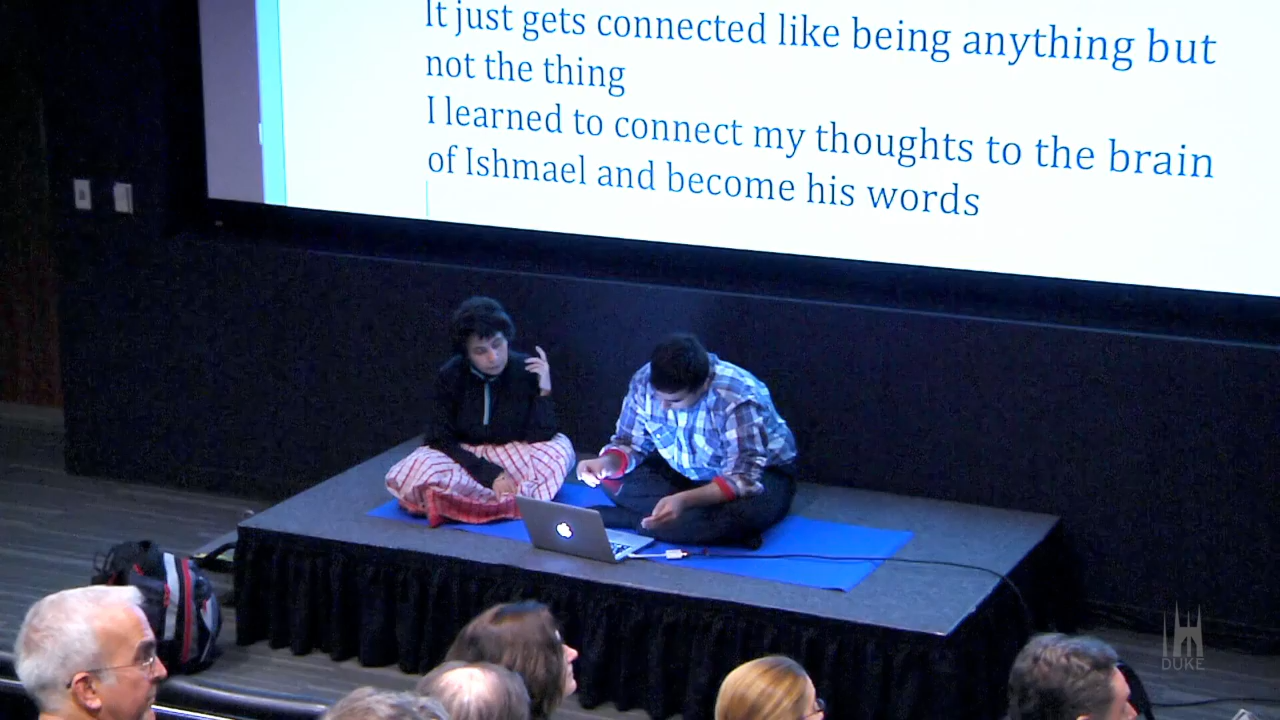 It just gets connected like being anything but
not the thing
I learned to connect my thoughts to the brain
of Ishmael and become his words
DUKE